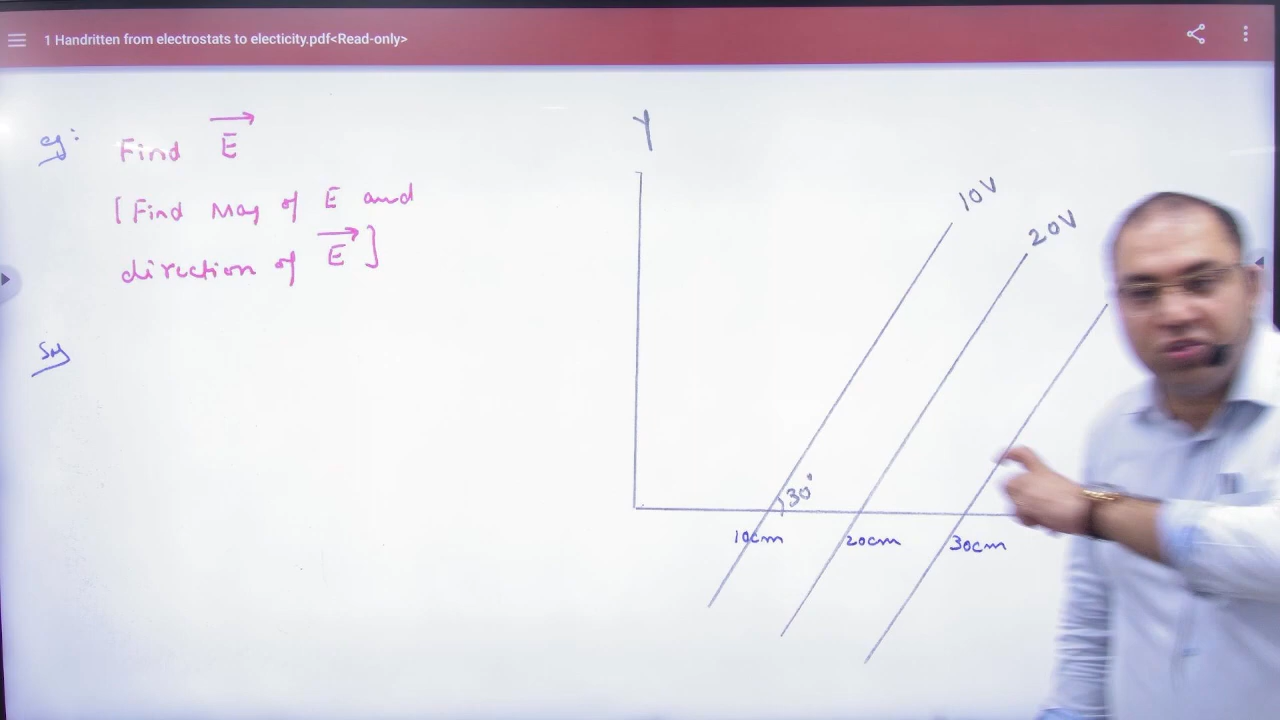 1 Handritten from electrostats to electicity.pdf<Read-only>
eg:
Find E
[Find Mag of E and
direction of E]
Sol
Y
10V
20V
30°
10cm
20cm
30cm